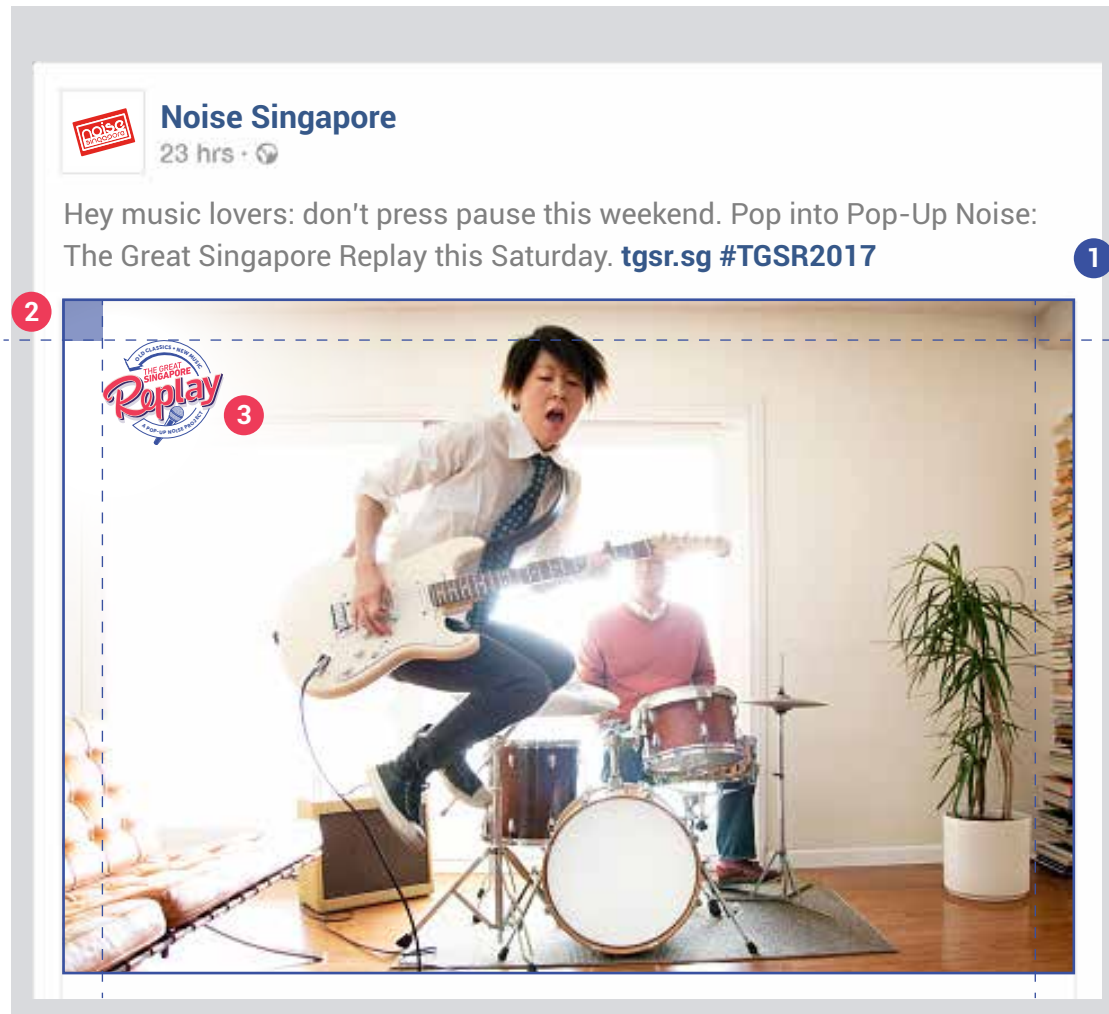 noise
singapore
Noise Singapore
23 hrs ·
Hey music lovers: don't press pause this weekend. Pop into Pop-Up Noise:
The Great Singapore Replay this Saturday. tgsr.sg #TGSR2017
1
2
OLD CLASSICS • NEW MUSIC
THE GREAT
SINGAPORE
Replay
A POP-UP NOISE PROJECT
3